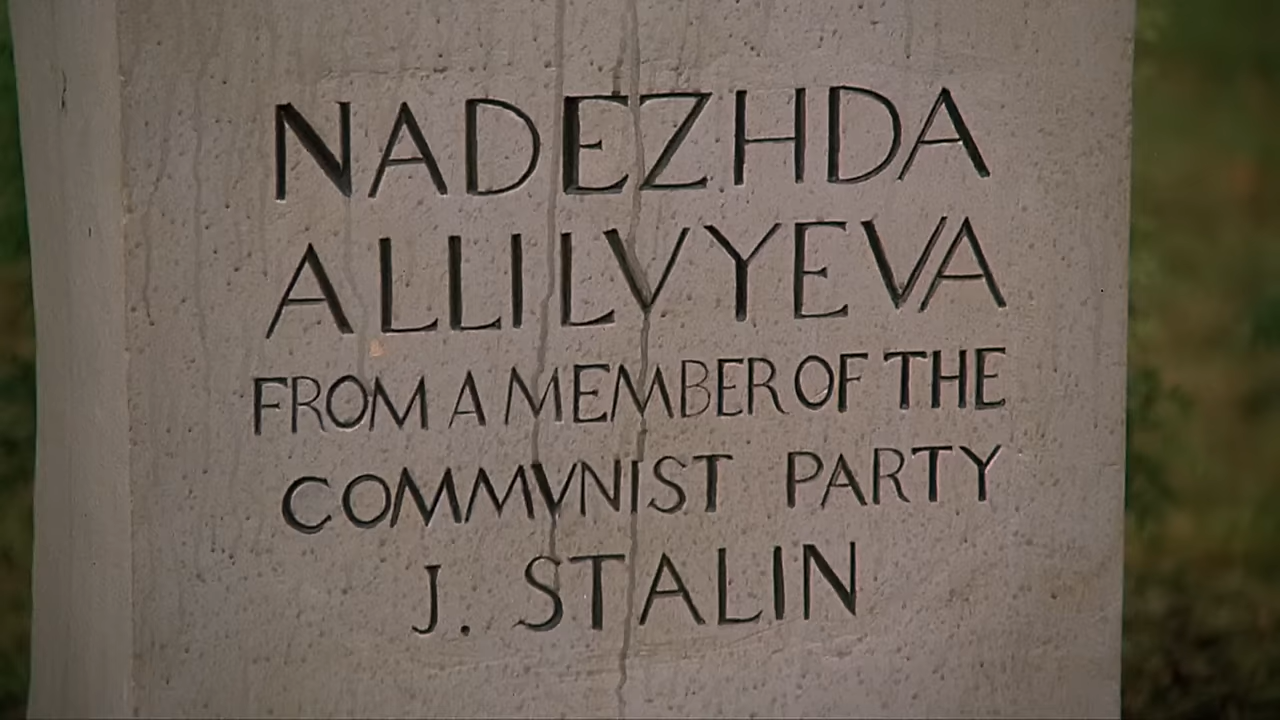 NADEZHDA
ALLILVYEVA
FROM A MEMBER OF THE
COMMVNIST PARTY
J. STALIN